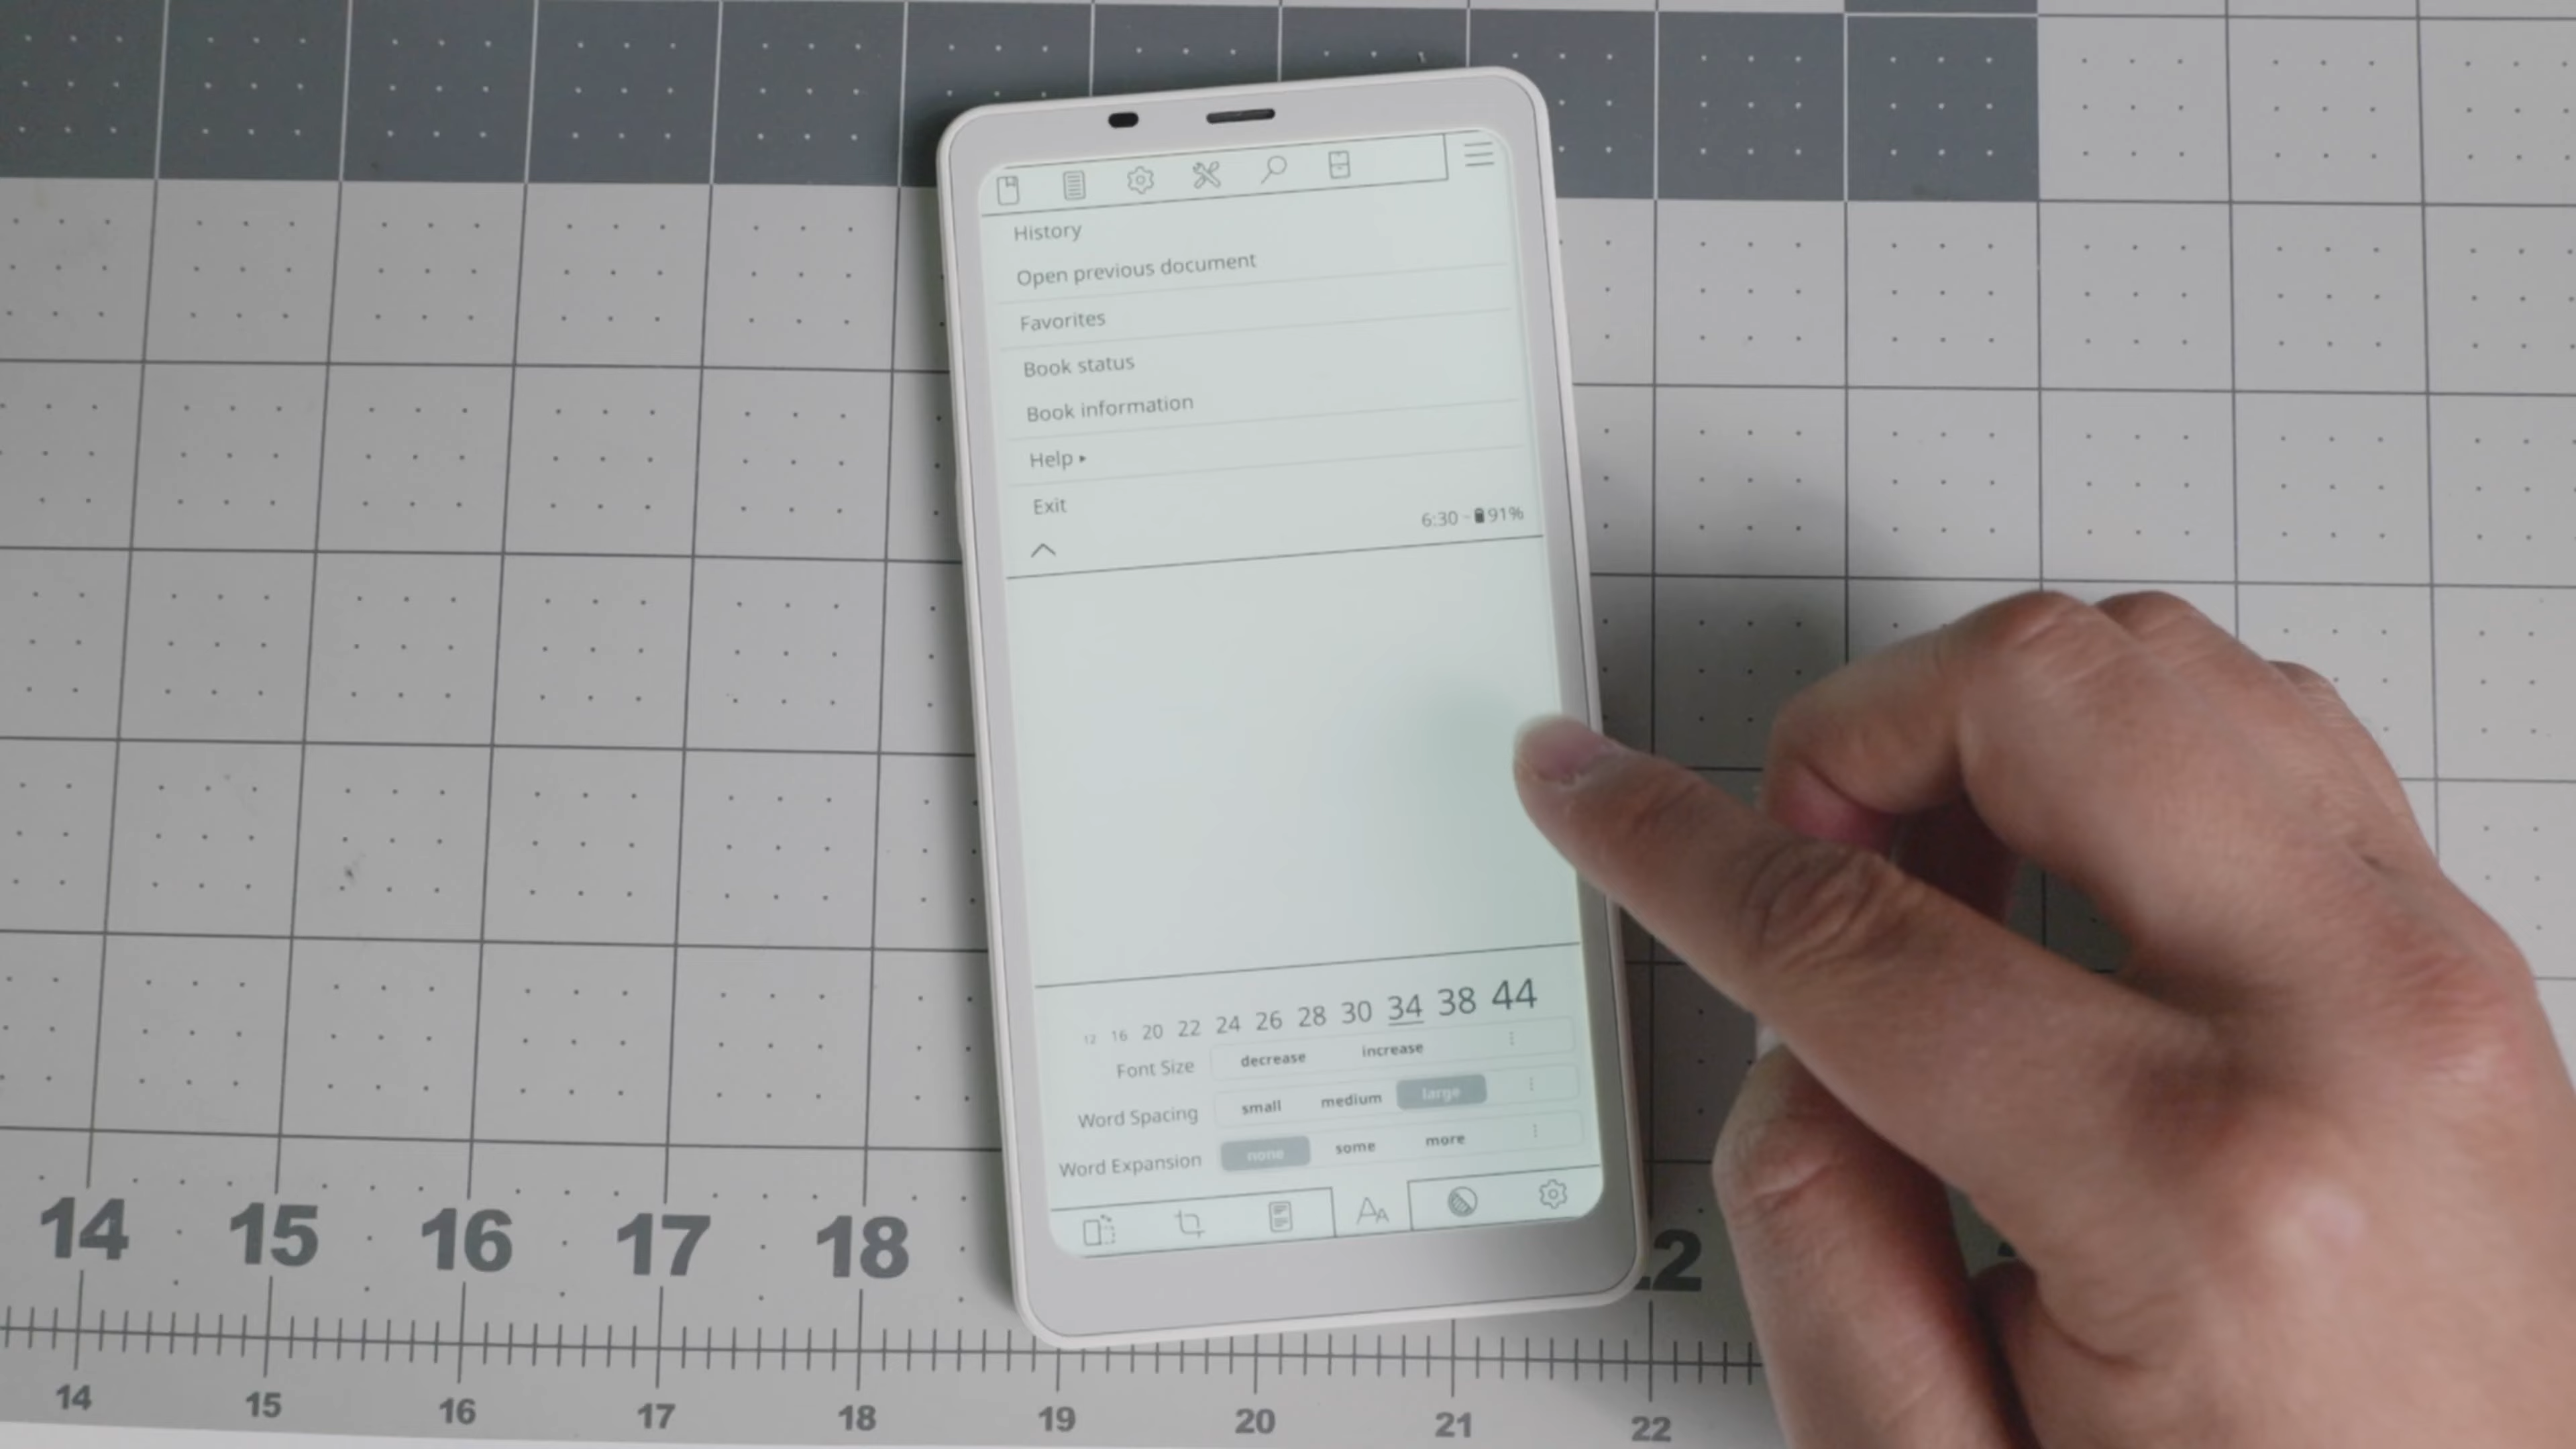 History
Open previous document
Favorites
Book status
Book information
Help ▸
Exit
6:30 - 91%
12 16 20 22 24 26 28 30 34 38 44
Font Size decrease increase ⋮
Word Spacing small medium large ⋮
Word Expansion none some more ⋮
AA
14 15 16 17 18
14 15 16 17 18 19 20 21 22